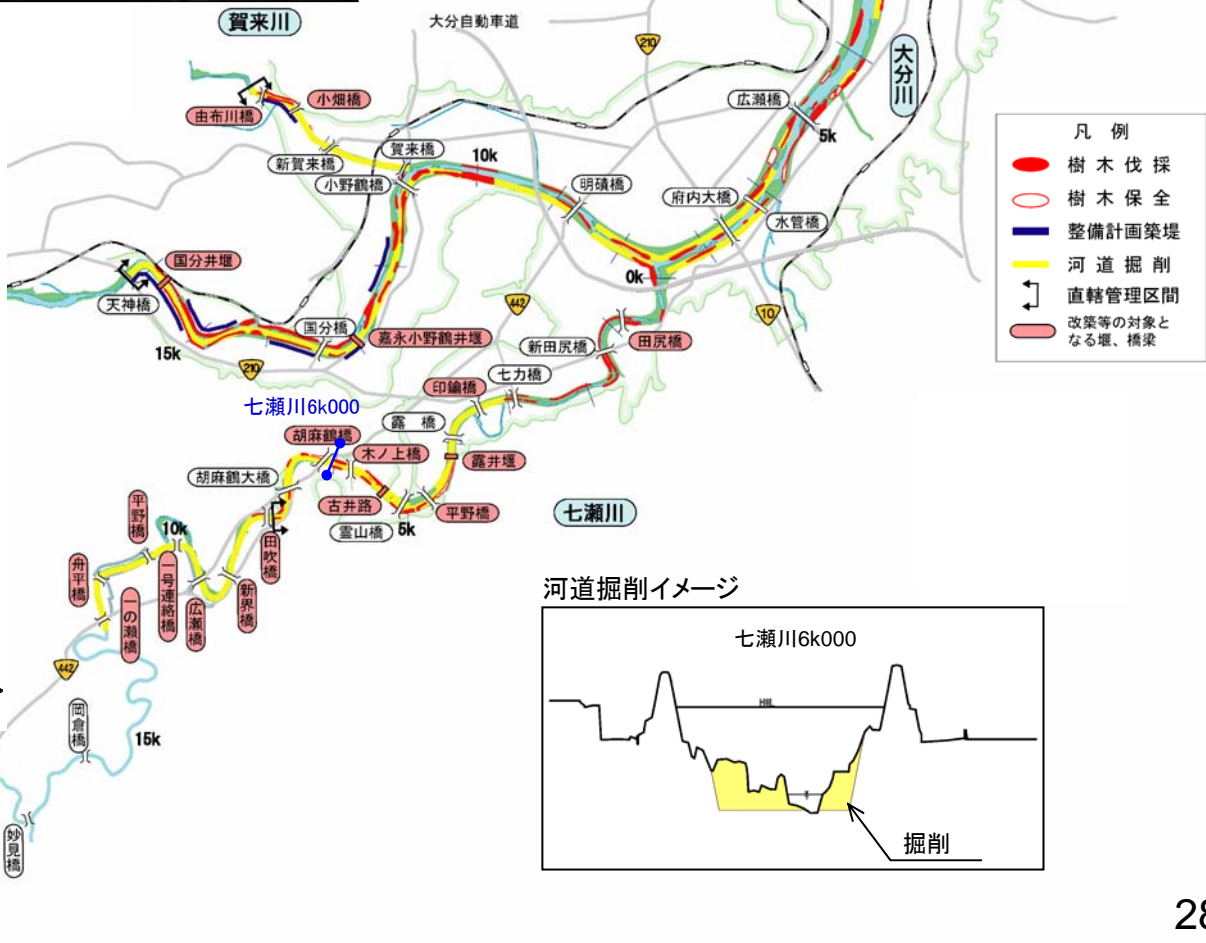 賀来川
大分自動車道
210
大分川
小畑橋
由布川橋
広瀬橋
5k
新賀来橋
賀来橋
10k
小野鶴橋
明磧橋
府内大橋
水管橋
凡 例
樹 木 伐 採
樹 木 保 全
整備計画築堤
河 道 掘 削
直轄管理区間
改築等の対象と
なる堰、橋梁
国分井堰
天神橋
0k
442
10
国分橋
嘉永小野鶴井堰
新田尻橋
田尻橋
15k
210
七力橋
印鑰橋
七瀬川6k000
露 橋
胡麻鶴橋
木ノ上橋
露井堰
胡麻鶴大橋
古井路
平野橋
霊山橋
5k
七瀬川
平野橋
10k
田吹橋
舟平橋
一の瀬橋
一号連絡橋
広瀬橋
新界橋
442
岡倉橋
15k
妙見橋
河道掘削イメージ
七瀬川6k000
HWL
掘削
28